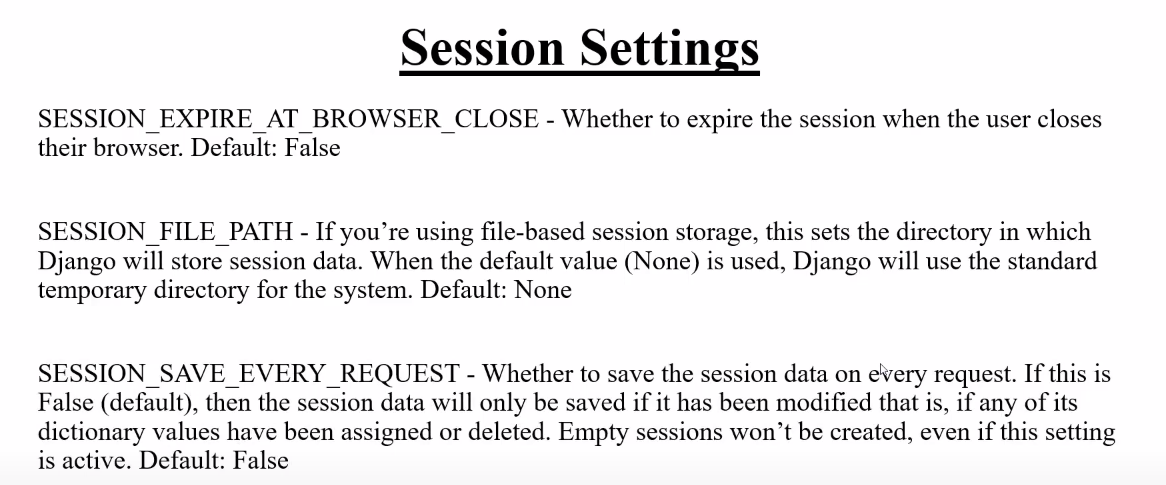 Session Settings
SESSION_EXPIRE_AT_BROWSER_CLOSE - Whether to expire the session when the user closes
their browser. Default: False
SESSION_FILE_PATH - If you’re using file-based session storage, this sets the directory in which
Django will store session data. When the default value (None) is used, Django will use the standard
temporary directory for the system. Default: None
SESSION_SAVE_EVERY_REQUEST - Whether to save the session data on every request. If this is
False (default), then the session data will only be saved if it has been modified that is, if any of its
dictionary values have been assigned or deleted. Empty sessions won’t be created, even if this setting
is active. Default: False